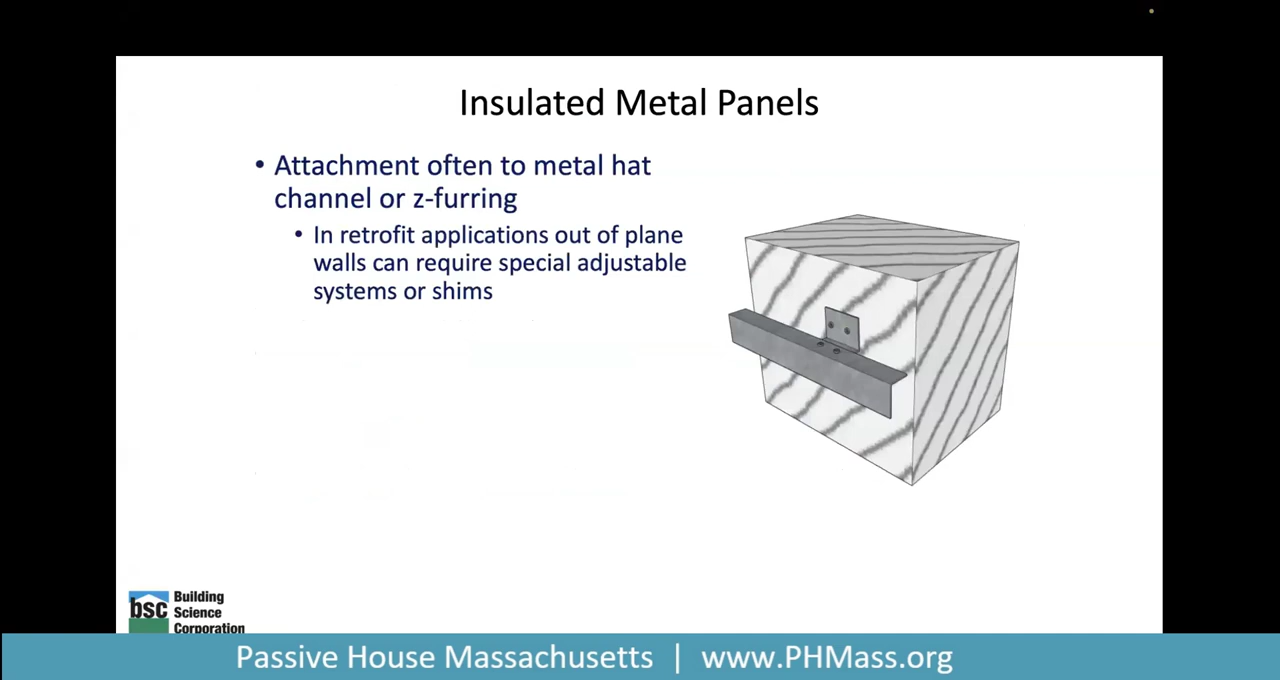 Insulated Metal Panels
• Attachment often to metal hat
channel or z-furring
• In retrofit applications out of plane
walls can require special adjustable
systems or shims
bsc
Building
Science
Corporation
Passive House Massachusetts | www.PHMass.org